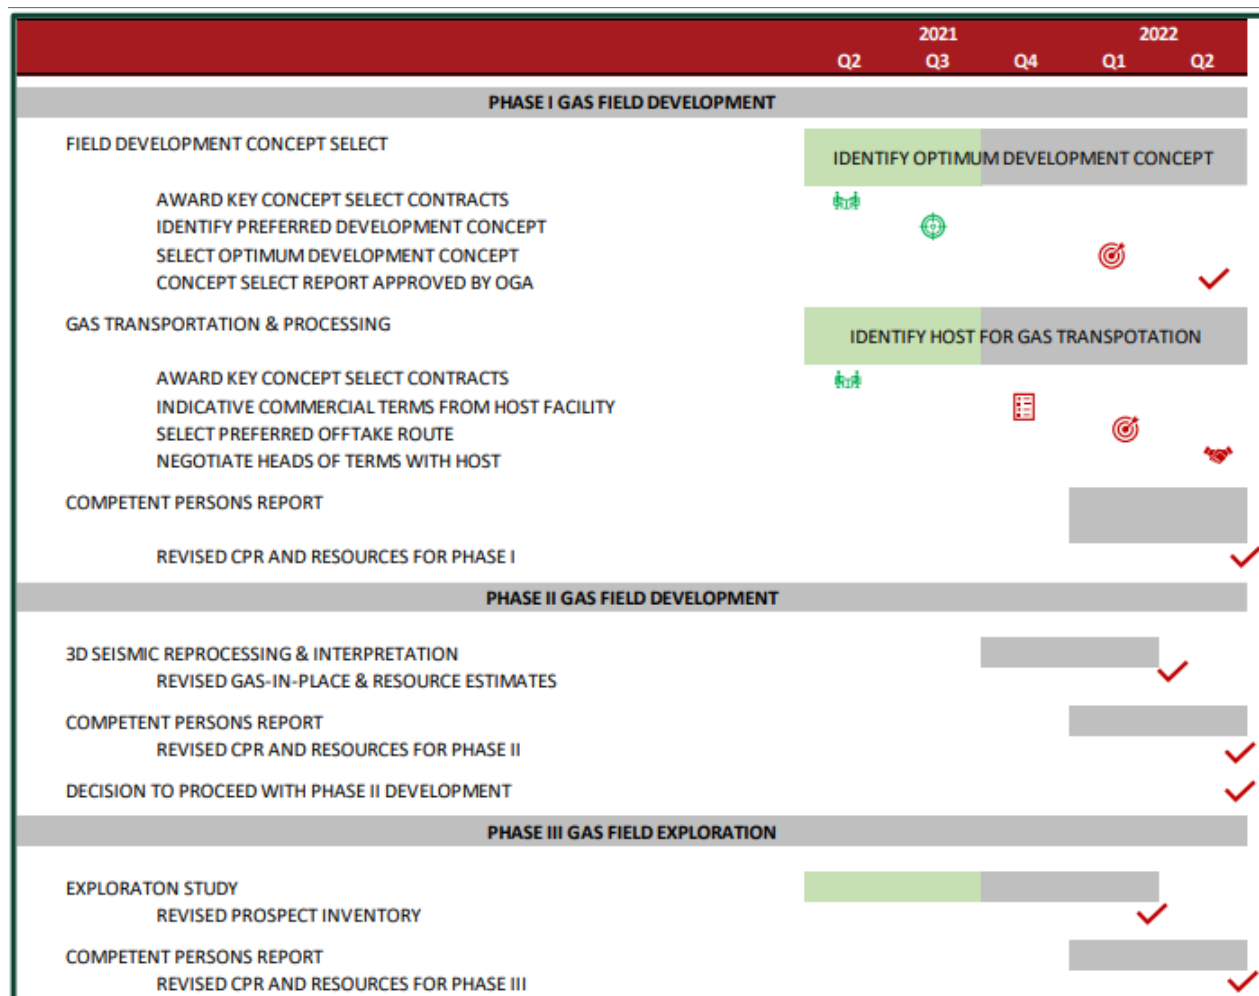 2021 2022
Q2 Q3 Q4 Q1 Q2
PHASE I GAS FIELD DEVELOPMENT
FIELD DEVELOPMENT CONCEPT SELECT
IDENTIFY OPTIMUM DEVELOPMENT CONCEPT
AWARD KEY CONCEPT SELECT CONTRACTS
IDENTIFY PREFERRED DEVELOPMENT CONCEPT
SELECT OPTIMUM DEVELOPMENT CONCEPT
CONCEPT SELECT REPORT APPROVED BY OGA
GAS TRANSPORTATION & PROCESSING
IDENTIFY HOST FOR GAS TRANSPOTATION
AWARD KEY CONCEPT SELECT CONTRACTS
INDICATIVE COMMERCIAL TERMS FROM HOST FACILITY
SELECT PREFERRED OFFTAKE ROUTE
NEGOTIATE HEADS OF TERMS WITH HOST
COMPETENT PERSONS REPORT
REVISED CPR AND RESOURCES FOR PHASE I
PHASE II GAS FIELD DEVELOPMENT
3D SEISMIC REPROCESSING & INTERPRETATION
REVISED GAS-IN-PLACE & RESOURCE ESTIMATES
COMPETENT PERSONS REPORT
REVISED CPR AND RESOURCES FOR PHASE II
DECISION TO PROCEED WITH PHASE II DEVELOPMENT
PHASE III GAS FIELD EXPLORATION
EXPLORATON STUDY
REVISED PROSPECT INVENTORY
COMPETENT PERSONS REPORT
REVISED CPR AND RESOURCES FOR PHASE III